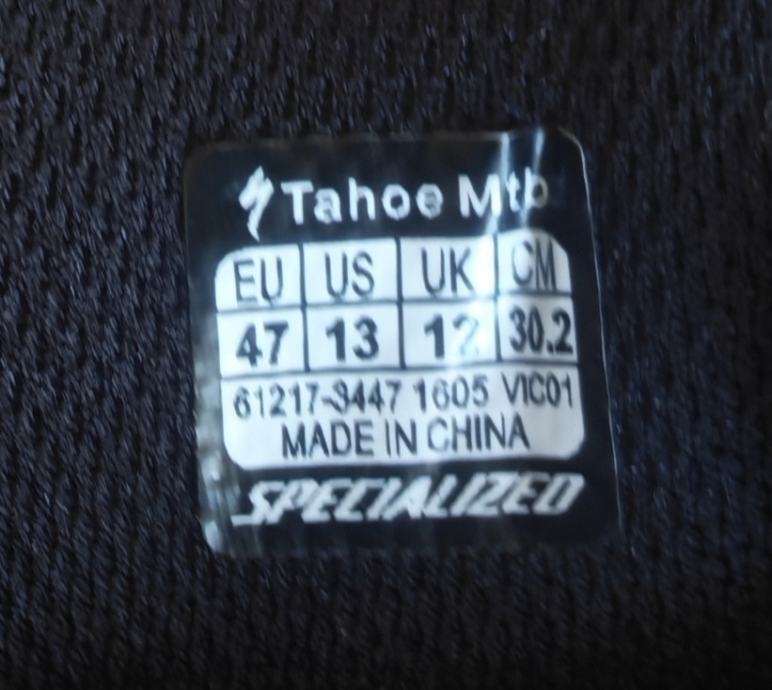 Tahoe Mtb
EU US UK CM
47 13 12 30.2
61217-3447 1605 VIC01
MADE IN CHINA
SPECIALIZED